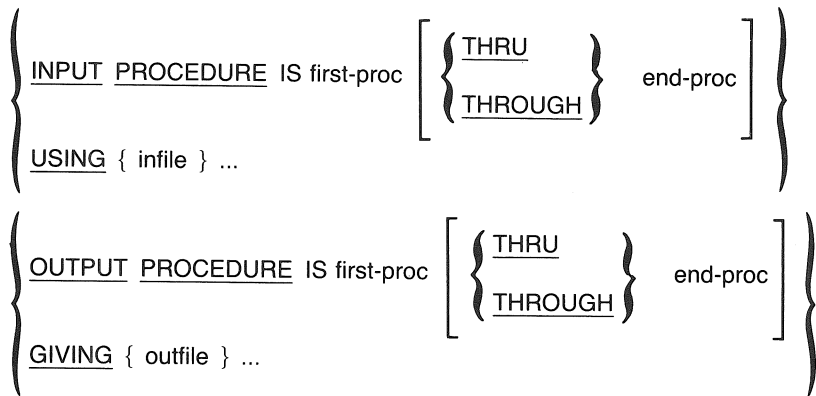 THRU
INPUT PROCEDURE IS first-proc end-proc
THROUGH
USING { infile } ...
THRU
OUTPUT PROCEDURE IS first-proc end-proc
THROUGH
GIVING { outfile } ...